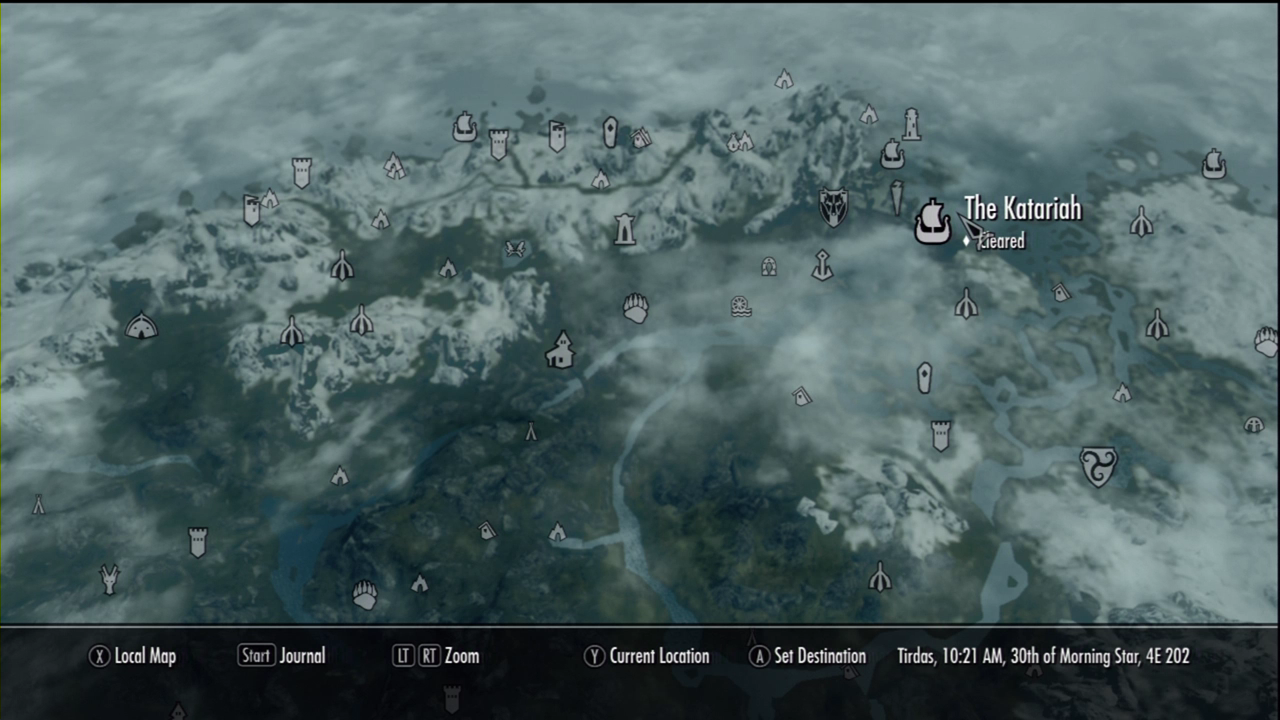 The Katariah
Cleared
X Local Map
Start Journal
LT RT Zoom
Y Current Location
A Set Destination
Tirdas, 10:21 AM, 30th of Morning Star, 4E 202